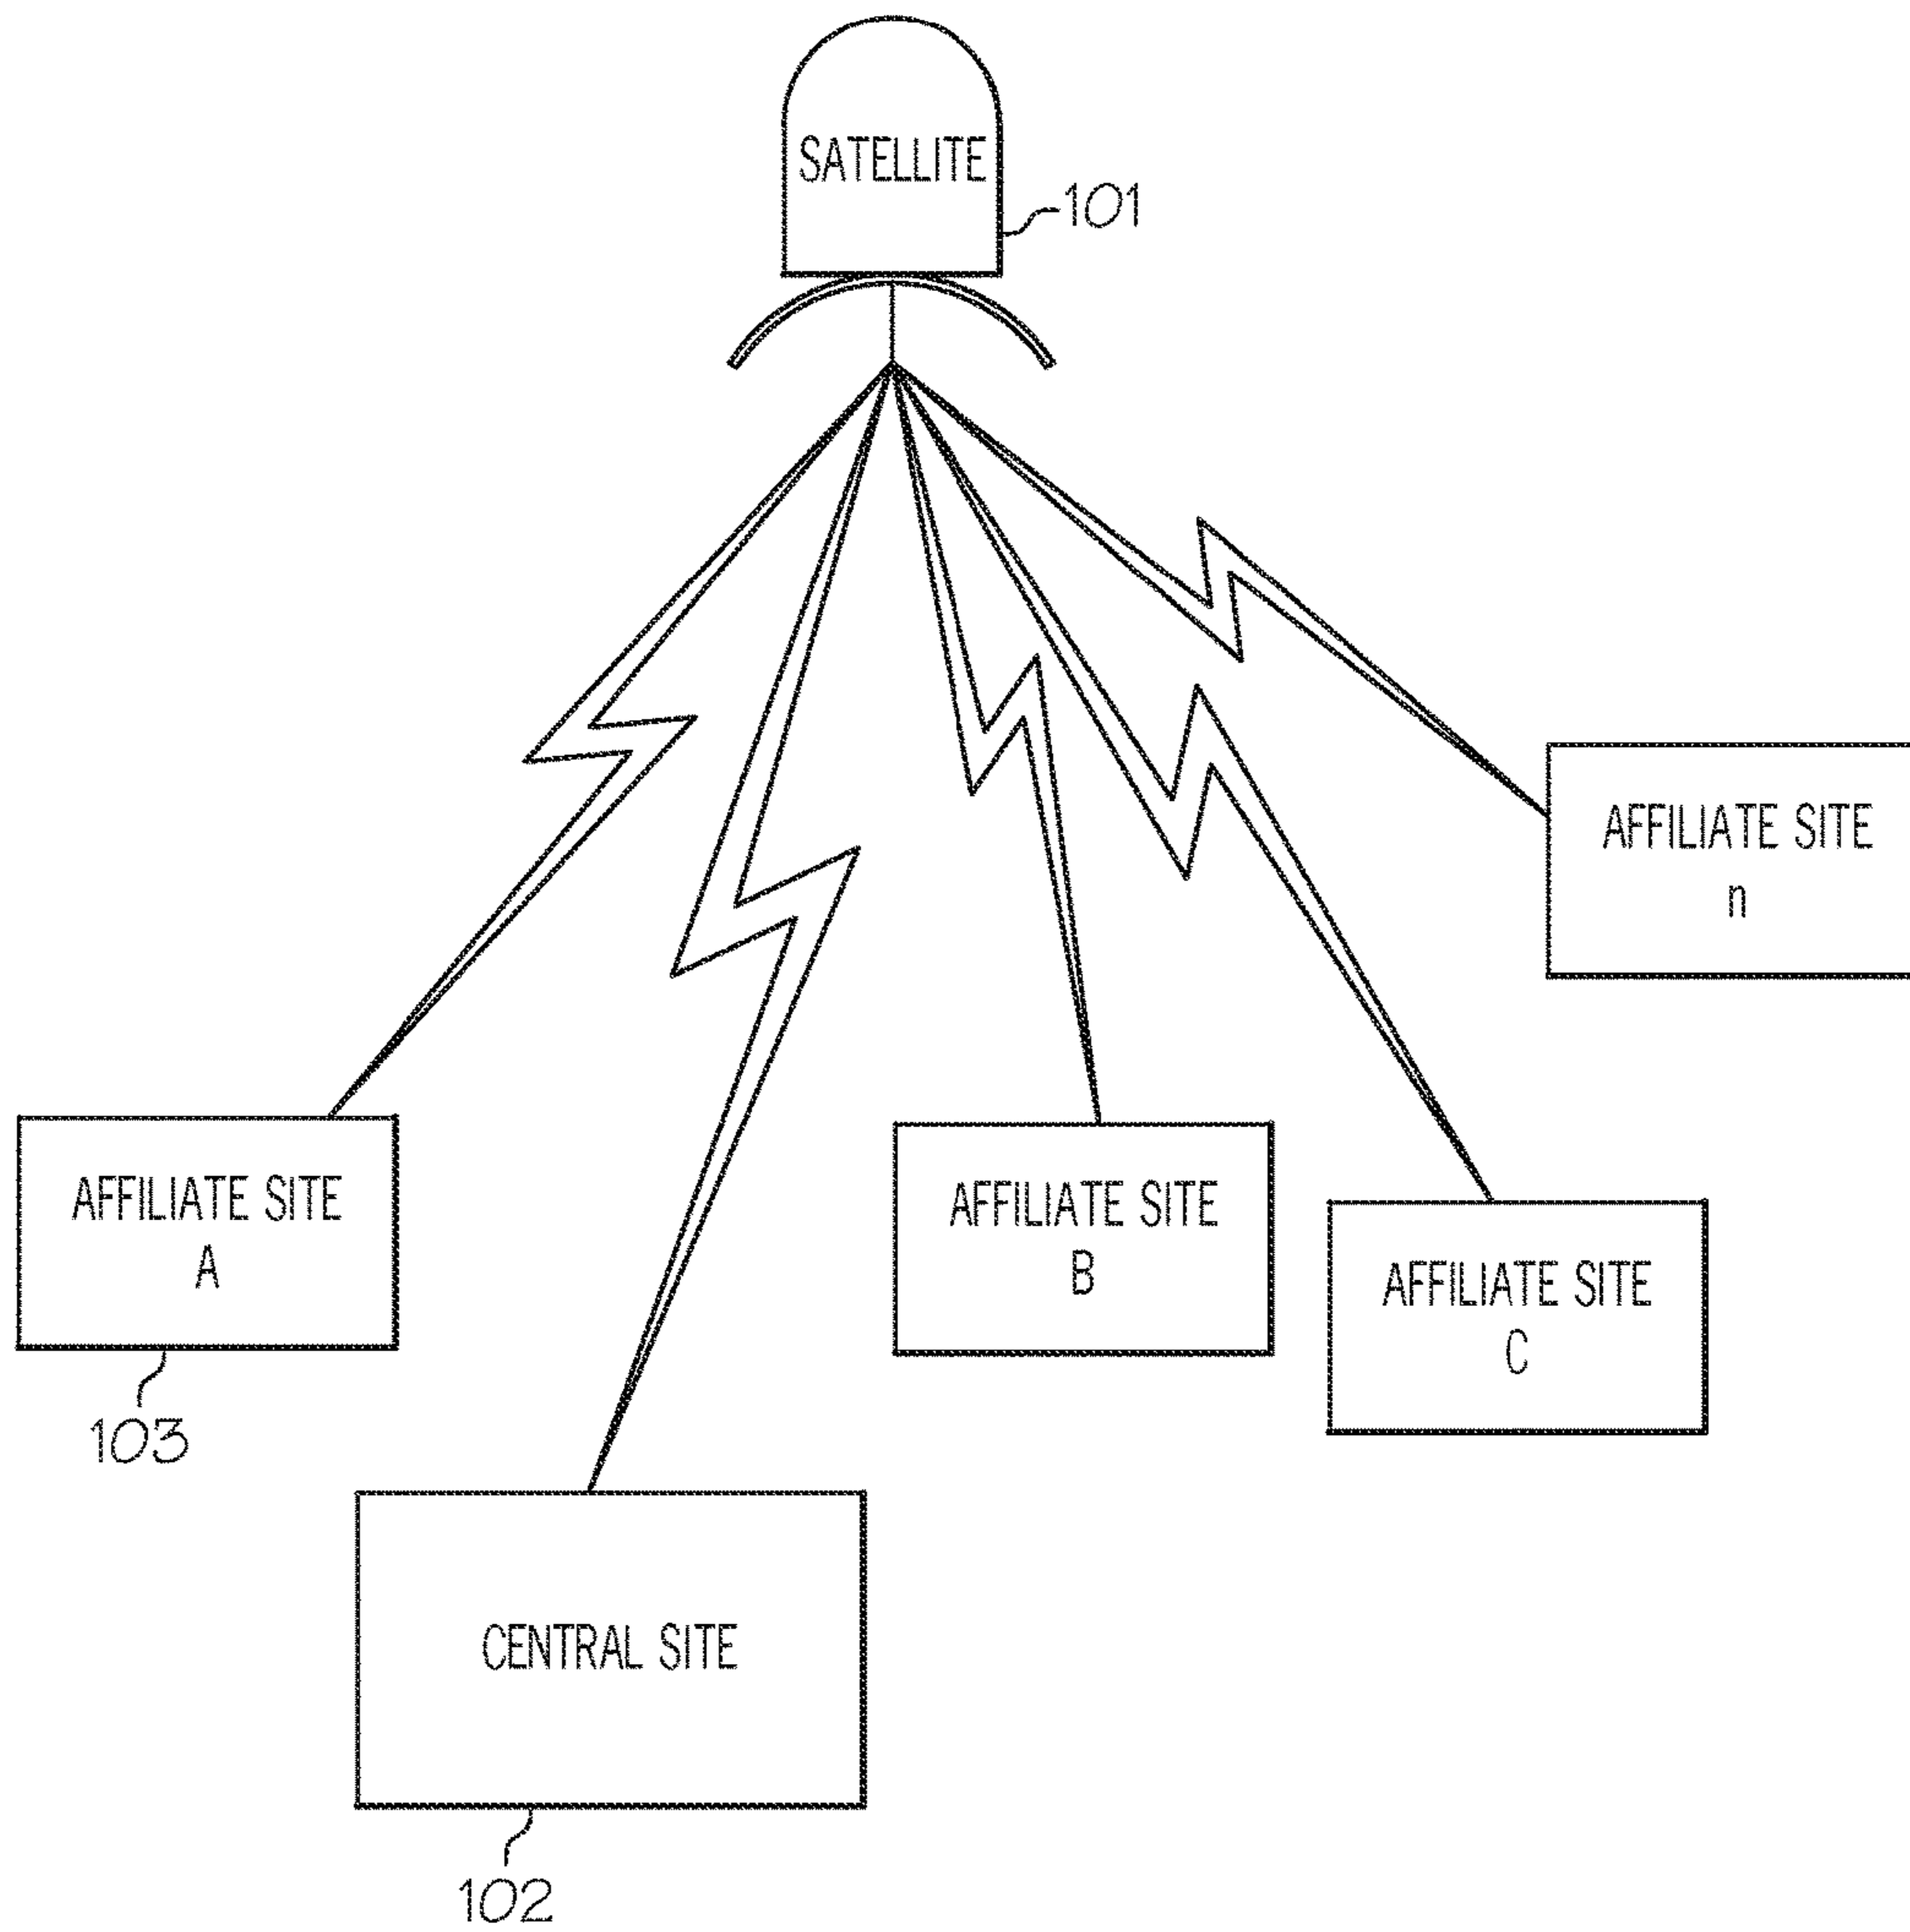 SATELLITE
101
AFFILIATE SITE
n
AFFILIATE SITE
A
103
AFFILIATE SITE
B
AFFILIATE SITE
C
CENTRAL SITE
102